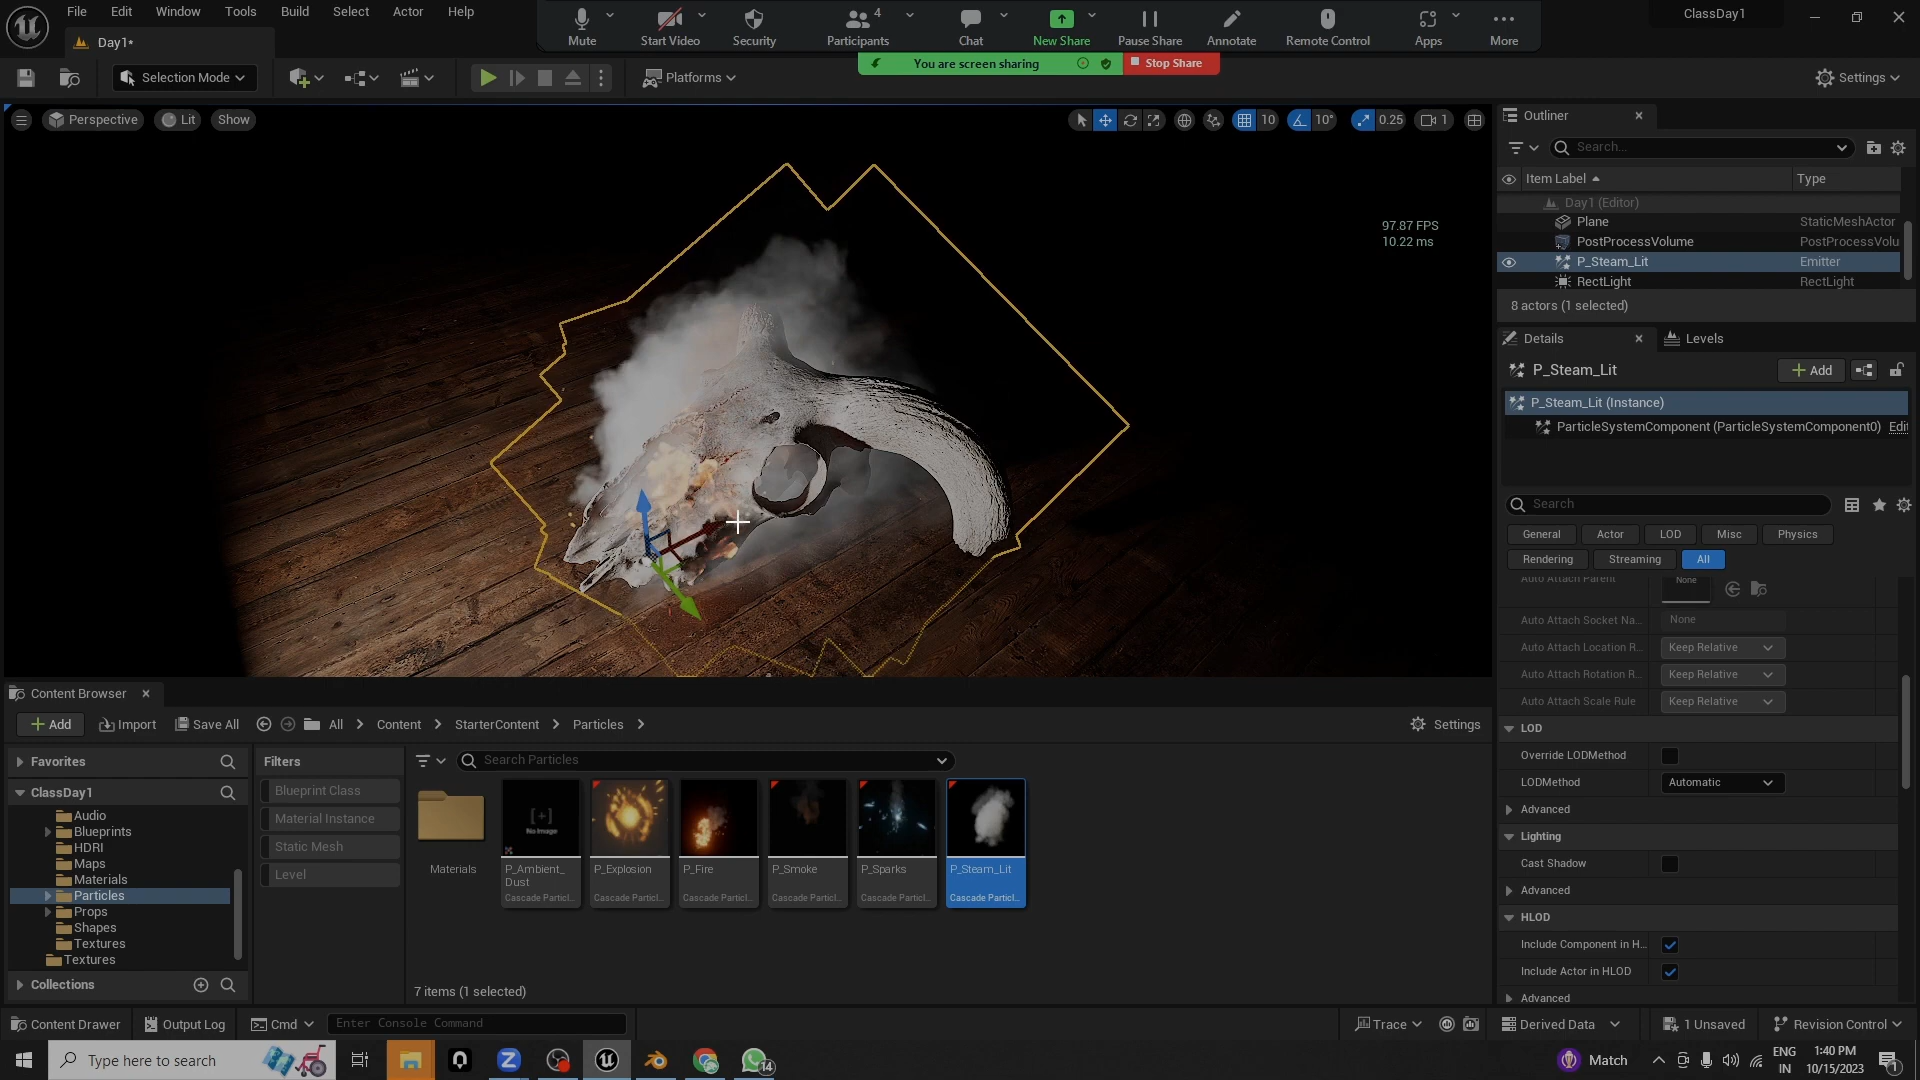 File Edit Window Tools Build Select Actor Help
Mute Start Video Security Participants 4 Chat New Share Pause Share Annotate Remote Control Apps More
ClassDay1
Day1*
You are screen sharing Stop Share
Selection Mode Platforms Settings
Perspective Lit Show 10 10° 0.25 1
97.87 FPS
10.22 ms
Outliner
Search...
Item Label Type
Day1 (Editor)
Plane StaticMeshActor
PostProcessVolume PostProcessVolu
P_Steam_Lit Emitter
RectLight RectLight
8 actors (1 selected)
Details Levels
P_Steam_Lit Add
P_Steam_Lit (Instance)
ParticleSystemComponent (ParticleSystemComponent0) Edit
Search
General Actor LOD Misc Physics
Rendering Streaming All
Auto Attach Parent None
Auto Attach Socket Na... None
Auto Attach Location R... Keep Relative
Auto Attach Rotation R... Keep Relative
Auto Attach Scale Rule Keep Relative
LOD
Override LODMethod
LODMethod Automatic
Advanced
Lighting
Cast Shadow
Advanced
HLOD
Include Component in H...
Include Actor in HLOD
Advanced
Content Browser
Add Import Save All All Content StarterContent Particles Settings
Favorites
ClassDay1
Audio
Blueprints
HDRI
Maps
Materials
Particles
Props
Shapes
Textures
Textures
Collections
Filters
Blueprint Class
Material Instance
Static Mesh
Level
Search Particles
No Image
Materials
P_Ambient_
Dust
Cascade Particl...
P_Explosion
Cascade Particl...
P_Fire
Cascade Particl...
P_Smoke
Cascade Particl...
P_Sparks
Cascade Particl...
P_Steam_Lit
Cascade Particl...
7 items (1 selected)
Content Drawer Output Log Cmd Enter Console Command Trace Derived Data 1 Unsaved Revision Control
Type here to search 14 Match ENG
IN 1:40 PM
10/15/2023 1